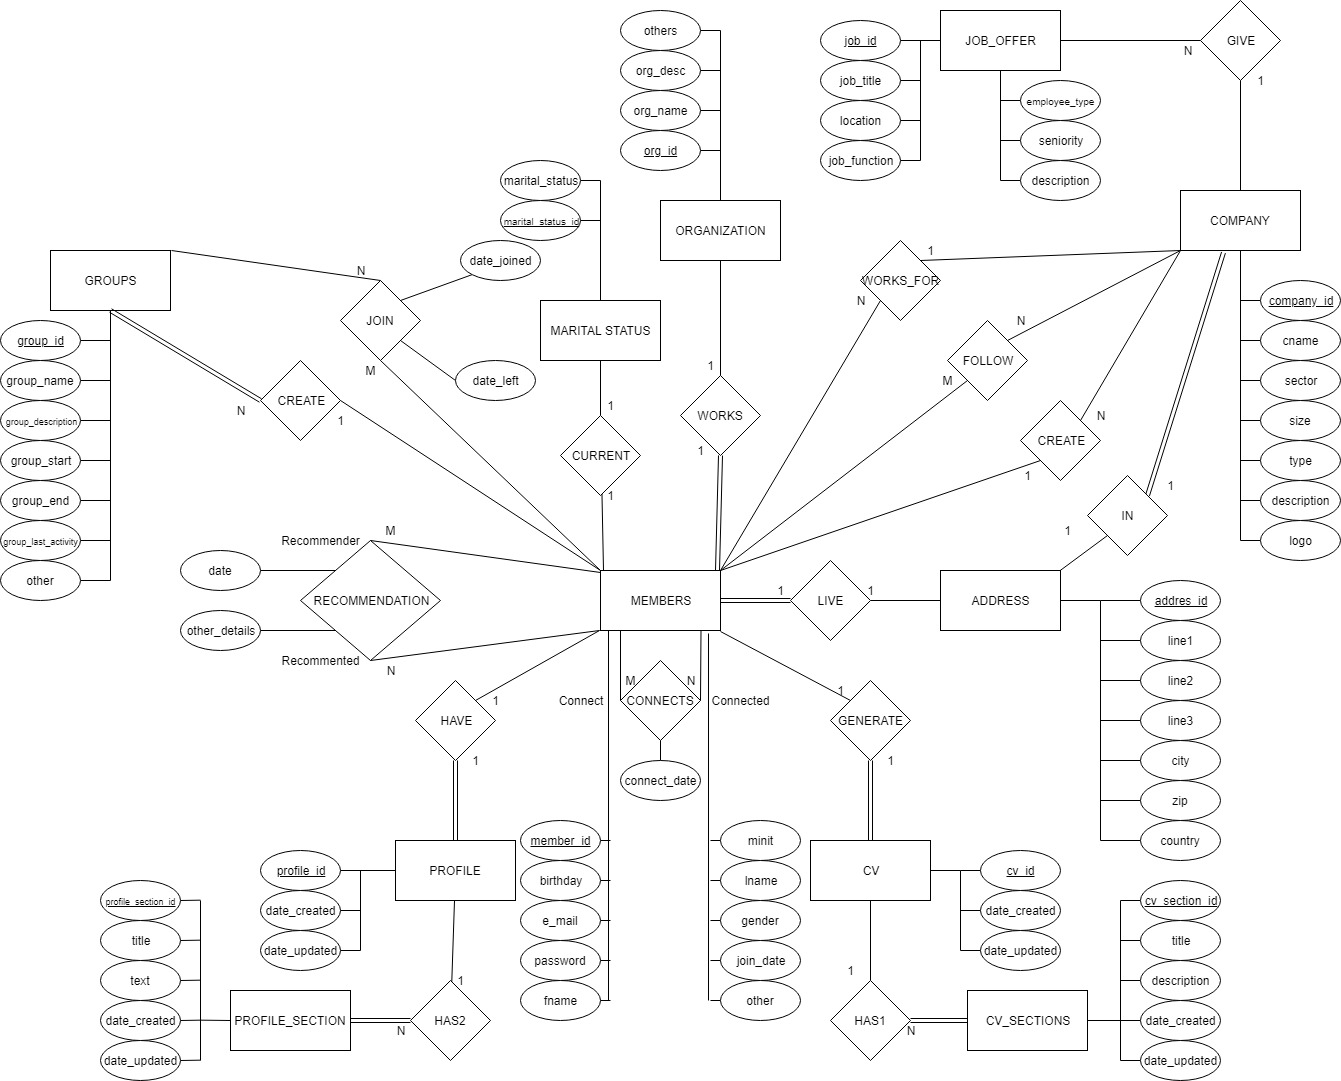 others
job_id
JOB_OFFER
GIVE
N
org_desc
job_title
1
employee_type
org_name
location
seniority
org_id
job_function
description
marital_status
marital_status_id
ORGANIZATION
COMPANY
date_joined
1
GROUPS
N
WORKS_FOR
company_id
N
JOIN
MARITAL STATUS
N
group_id
cname
FOLLOW
M
1
M
group_name
date_left
sector
CREATE
N
1
1
WORKS
N
group_description
size
CREATE
1
group_start
CURRENT
type
1
1
group_end
1
description
IN
Recommender
M
1
group_last_activity
logo
date
other
1
1
RECOMMENDATION
MEMBERS
LIVE
ADDRESS
addres_id
other_details
line1
Recommented
N
M
N
line2
Connect
CONNECTS
Connected
1
1
HAVE
GENERATE
line3
1
1
city
connect_date
zip
member_id
minit
country
profile_id
PROFILE
birthday
lname
CV
cv_id
profile_section_id
date_created
e_mail
gender
date_created
cv_section_id
title
date_updated
password
join_date
date_updated
title
text
1
1
description
fname
other
date_created
PROFILE_SECTION
N
HAS2
HAS1
N
CV_SECTIONS
date_created
date_updated
date_updated